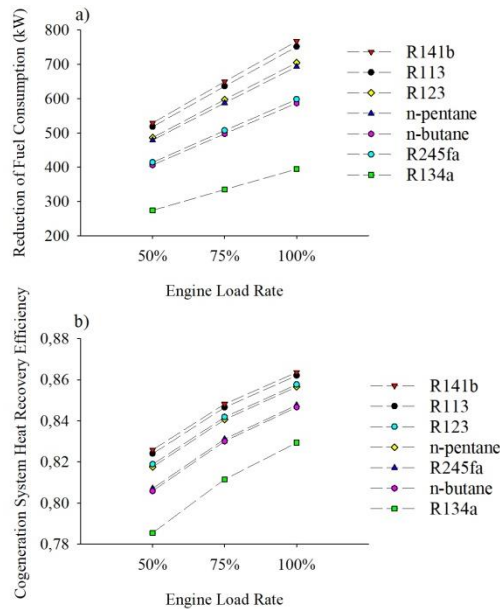 a)
Reduction of Fuel Consumption (kW)
800
700
600
500
400
300
200
50%
75%
100%
Engine Load Rate
R141b
R113
R123
n-pentane
n-butane
R245fa
R134a
b)
Cogeneration System Heat Recovery Efficiency
0,88
0,86
0,84
0,82
0,80
0,78
50%
75%
100%
Engine Load Rate
R141b
R113
R123
n-pentane
R245fa
n-butane
R134a